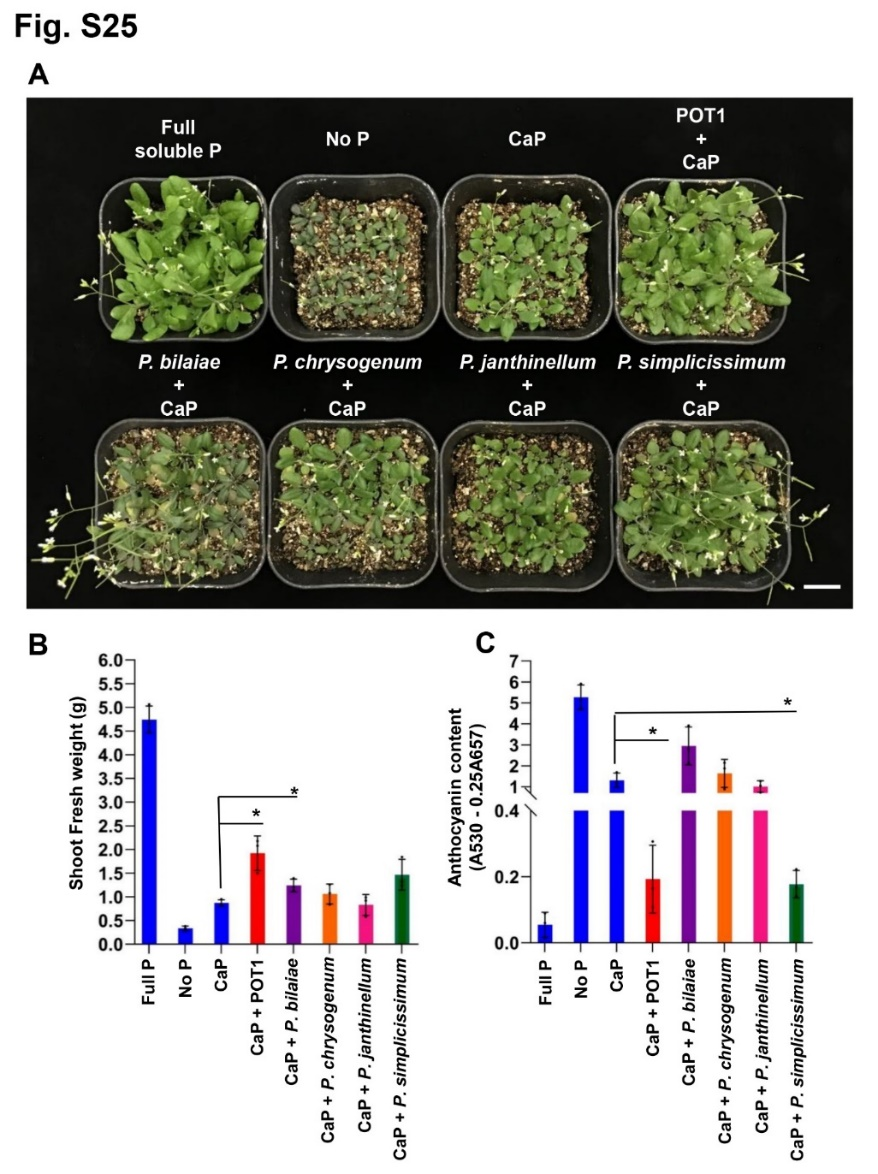 Fig. S25
A
Full
soluble P
No P
CaP
POT1
+
CaP
P. bilaiae
+
CaP
P. chrysogenum
+
CaP
P. janthinellum
+
CaP
P. simplicissimum
+
CaP
B
Shoot Fresh weight (g)
6.0
5.5
5.0
4.5
4.0
3.5
3.0
2.5
2.0
1.5
1.0
0.5
0.0
*
*
Full P
No P
CaP
CaP + POT1
CaP + P. bilaiae
CaP + P. chrysogenum
CaP + P. janthinellum
CaP + P. simplicissimum
C
Anthocyanin content
(A530 - 0.25A657)
7
6
5
4
3
2
1
0.4
0.2
0.0
*
*
Full P
No P
CaP
CaP + POT1
CaP + P. bilaiae
CaP + P. chrysogenum
CaP + P. janthinellum
CaP + P. simplicissimum